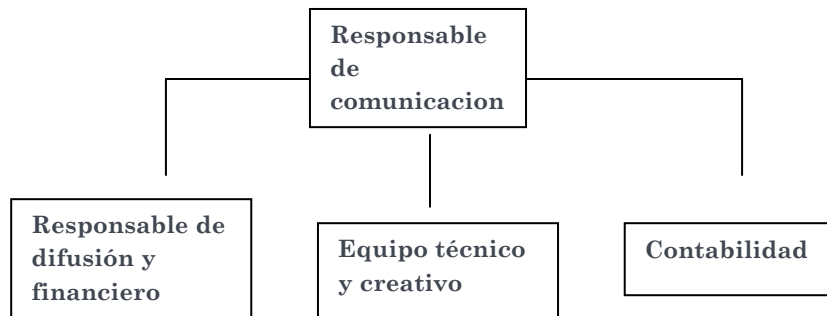 Responsable
de
comunicacion
Responsable de
difusión y
financiero
Equipo técnico
y creativo
Contabilidad